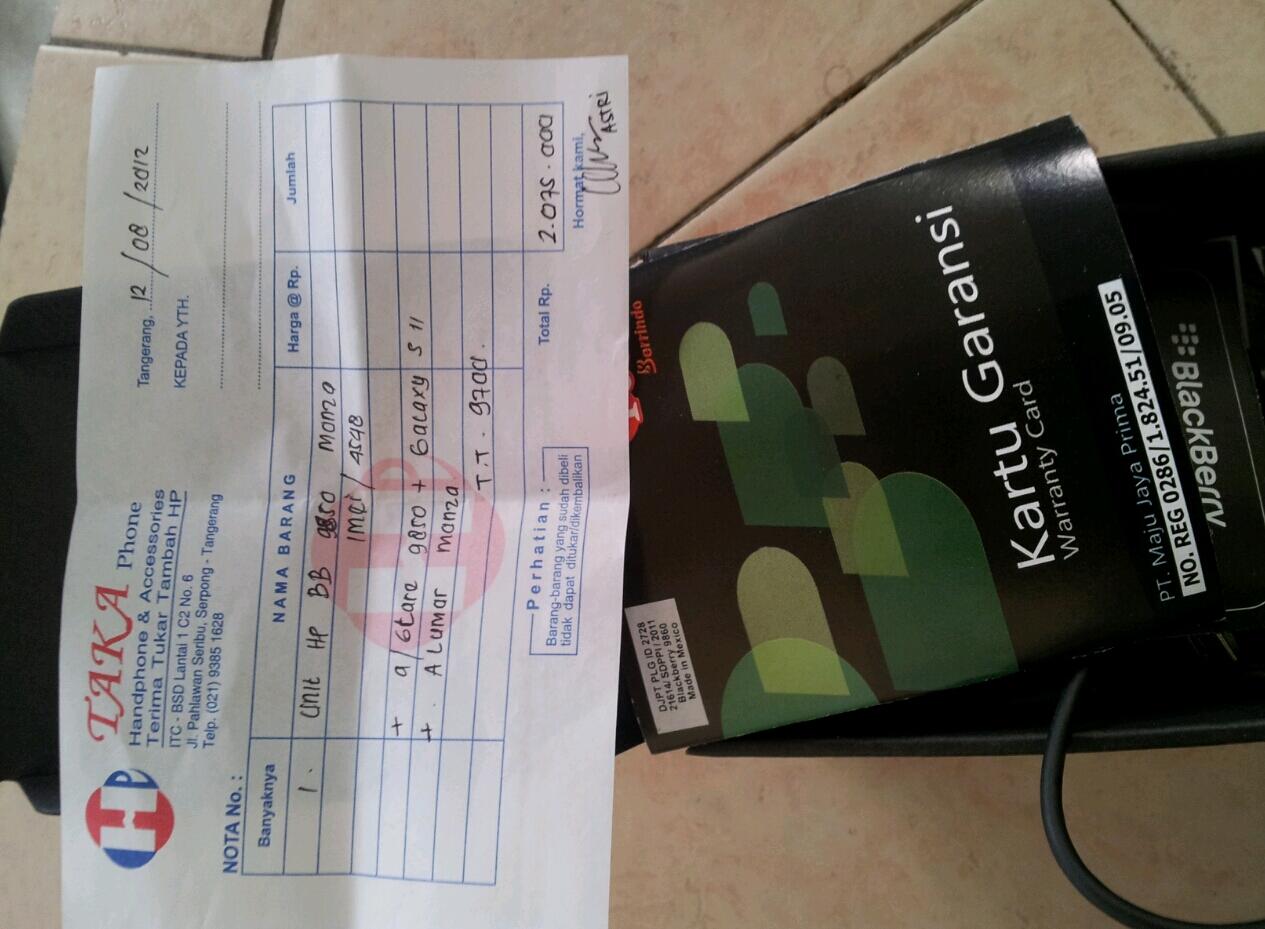 HP
TAKA Phone
Handphone & Accessories
Terima Tukar Tambah HP
ITC - BSD Lantai 1 C2 No. 6
Jl. Pahlawan Seribu, Serpong - Tangerang
Telp. (021) 9385 1628
Tangerang, 12/08/2012
KEPADA YTH.
NOTA No. :
Banyaknya NAMA BARANG Harga @ Rp. Jumlah
1. Unit HP BB 9850 Monza
IMEI / 4548
+ 9850 + Galaxy S II
+. Monza
T.T. 9700.
Total Rp. 2.075.000
Perhatian :
Barang-barang yang sudah dibeli
tidak dapat ditukar/dikembalikan
Hormat kami,
ASTRI
Berrindo
DJPT PLG ID 2728
21614/SDPPI/2011
Blackberry 9860
Made in Mexico
Kartu Garansi
Warranty Card
PT. Maju Jaya Prima
NO. REG 0286/1.824.51/09.05
BlackBerry